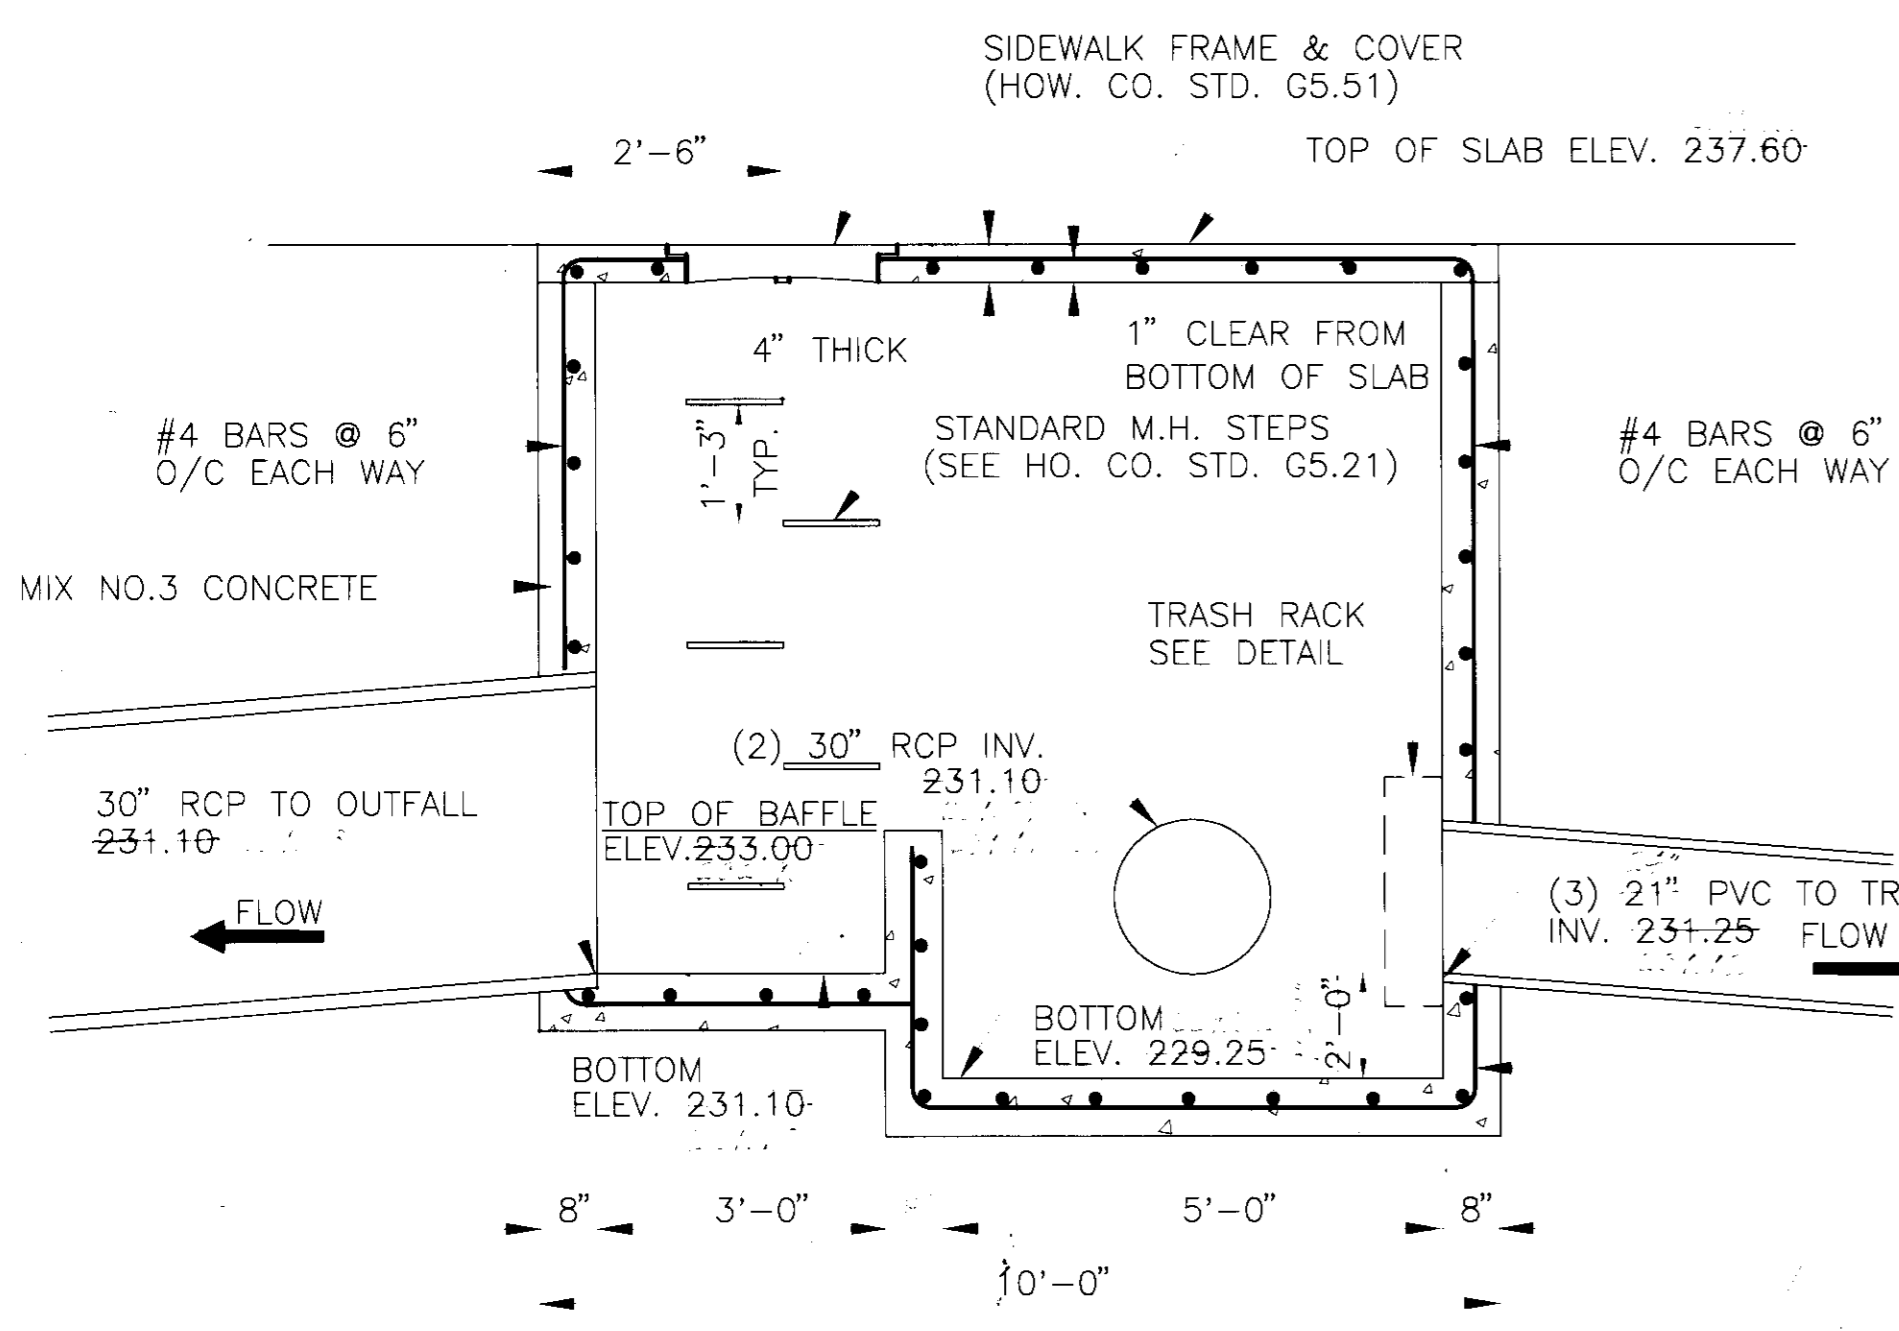 SIDEWALK FRAME & COVER
(HOW. CO. STD. G5.51)
2'-6"
TOP OF SLAB ELEV. 237.60
4" THICK
1" CLEAR FROM
BOTTOM OF SLAB
#4 BARS @ 6"
O/C EACH WAY
1'-3"
TYP.
STANDARD M.H. STEPS
(SEE HO. CO. STD. G5.21)
#4 BARS @ 6"
O/C EACH WAY
MIX NO.3 CONCRETE
TRASH RACK
SEE DETAIL
(2) 30" RCP INV.
231.10
30" RCP TO OUTFALL
231.10
TOP OF BAFFLE
ELEV. 233.00
FLOW
(3) 21" PVC TO TR
INV. 231.25 FLOW
BOTTOM
ELEV. 229.25
2'-0"
BOTTOM
ELEV. 231.10
8" 3'-0" 5'-0" 8"
10'-0"